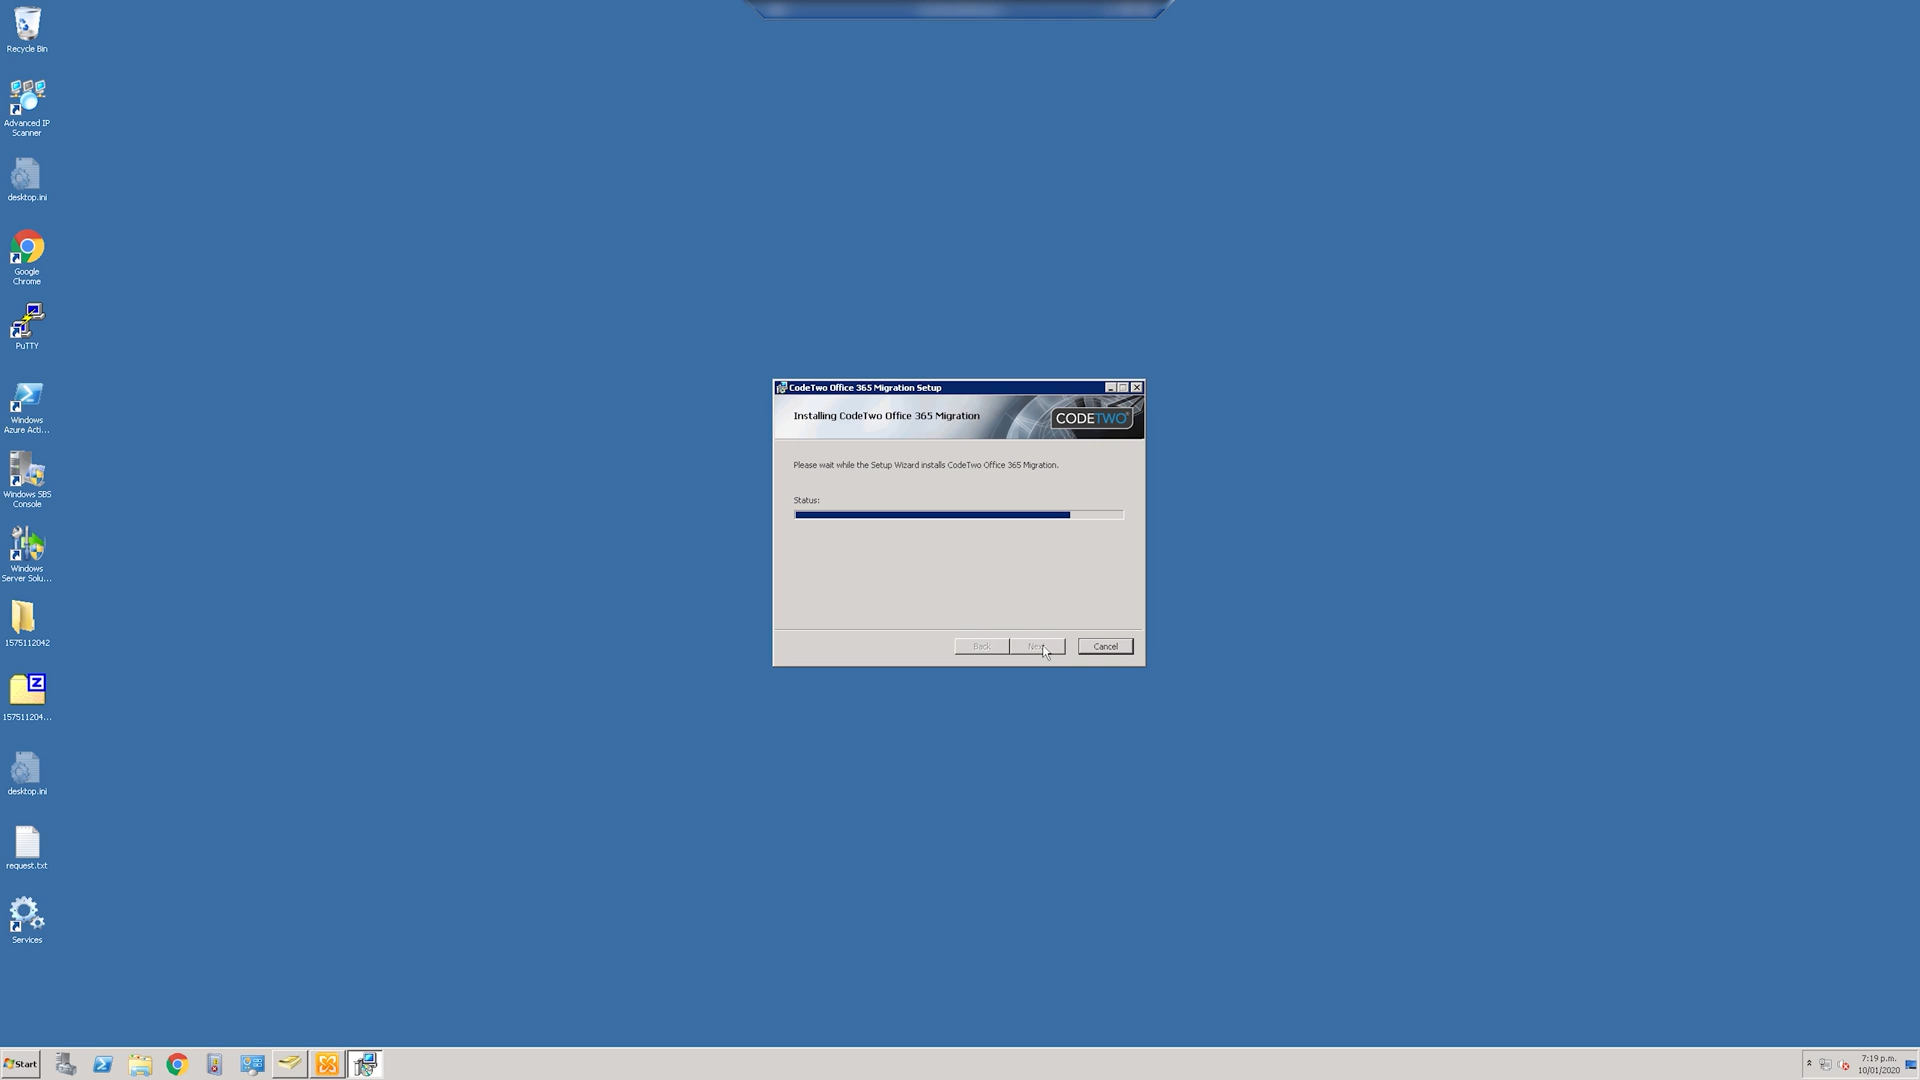 Recycle Bin
Advanced IP
Scanner
desktop.ini
Google
Chrome
PuTTY
Windows
Azure Acti...
Windows SBS
Console
Windows
Server Solu...
1575112042
157511204...
desktop.ini
request.txt
Services
CodeTwo Office 365 Migration Setup
Installing CodeTwo Office 365 Migration
CODETWO
Please wait while the Setup Wizard installs CodeTwo Office 365 Migration.
Status:
Back
Cancel
Start
7:19 p.m.
10/01/2020